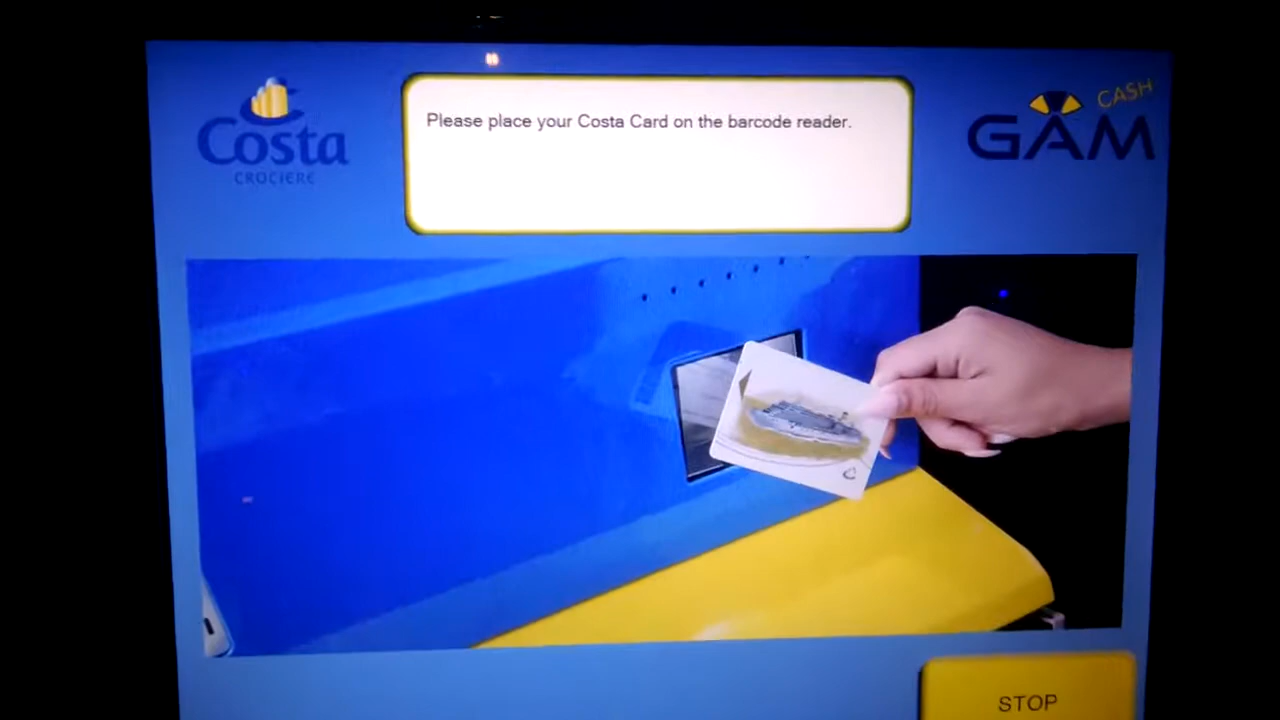 Costa
CROCIERE
Please place your Costa Card on the barcode reader.
CASH
GAM
STOP